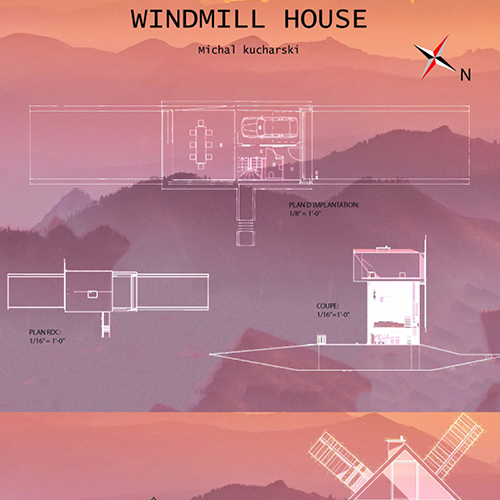 WINDMILL HOUSE
Michal kucharski
N
PLAN D'IMPLANTATION:
1/8" = 1'-0"
PLAN RDC:
1/16" = 1'-0"
COUPE:
1/16"=1'-0"